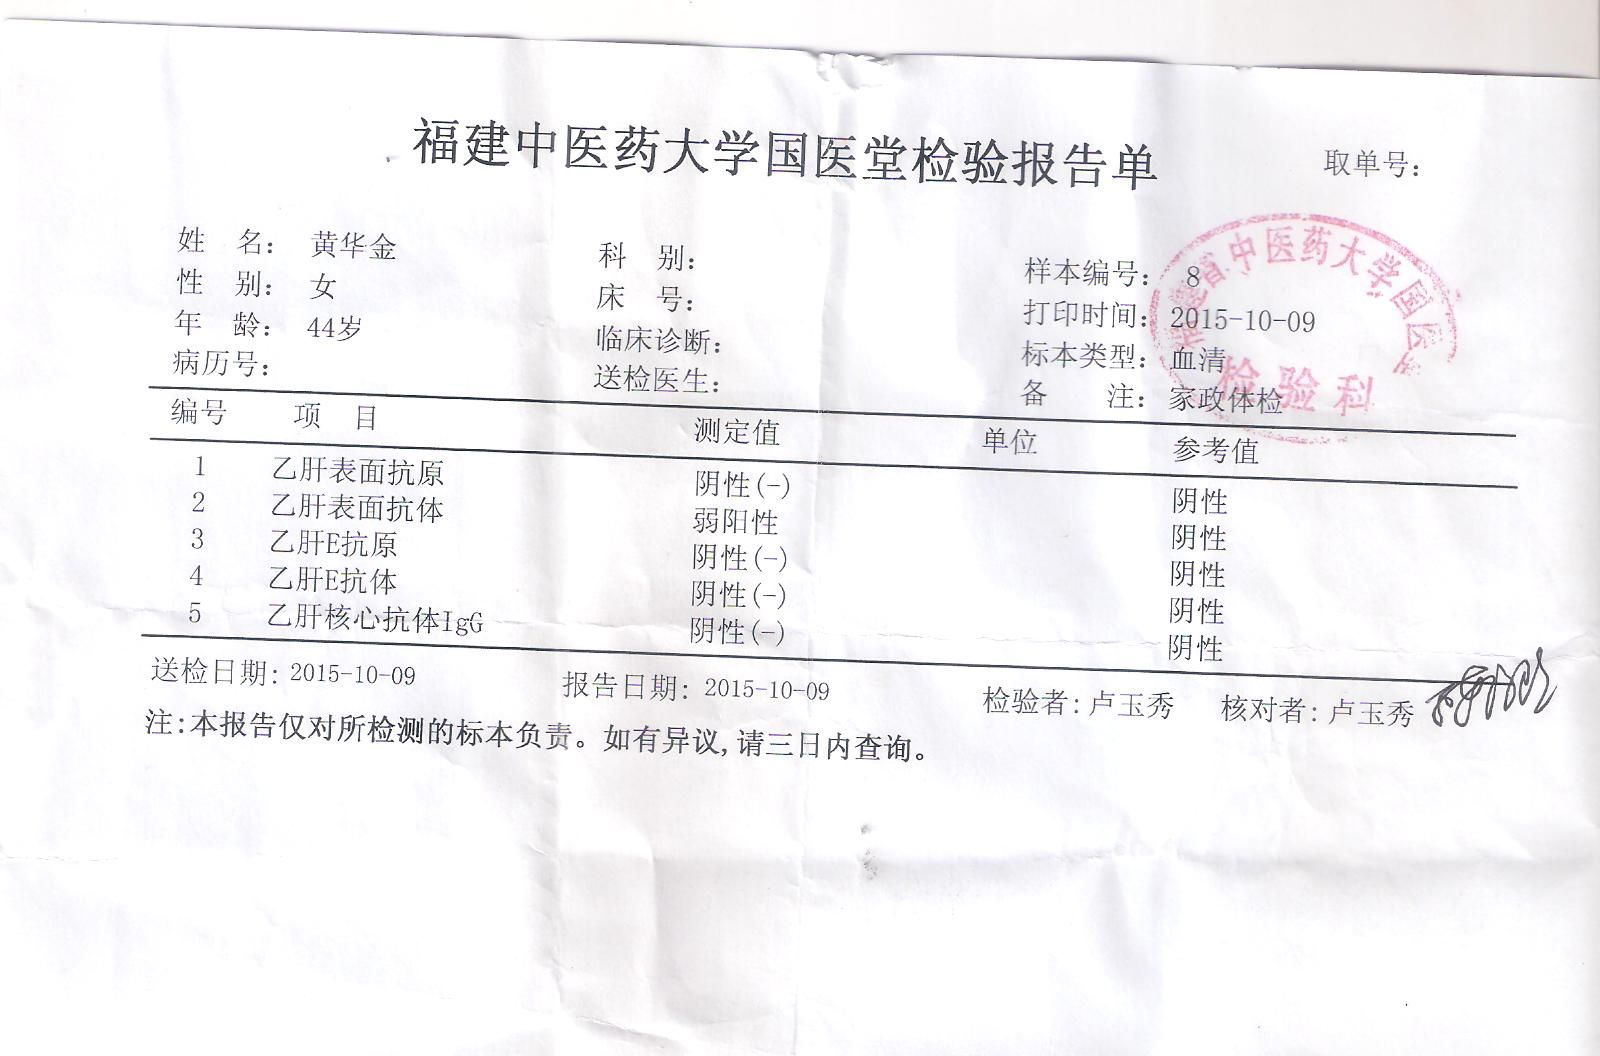 福建中医药大学国医堂检验报告单
取单号:
姓 名: 黄华金 科 别: 样本编号: 8
性 别: 女 床 号: 打印时间: 2015-10-09
年 龄: 44岁 临床诊断: 标本类型: 血清
病历号: 送检医生: 备 注: 家政体检
福建省中医药大学国医
检验科
编号 项 目 测定值 单位 参考值
1 乙肝表面抗原 阴性(-) 阴性
2 乙肝表面抗体 弱阳性 阴性
3 乙肝E抗原 阴性(-) 阴性
4 乙肝E抗体 阴性(-) 阴性
5 乙肝核心抗体IgG 阴性(-) 阴性
送检日期: 2015-10-09 报告日期: 2015-10-09 检验者: 卢玉秀 核对者: 卢玉秀
注:本报告仅对所检测的标本负责。如有异议,请三日内查询。